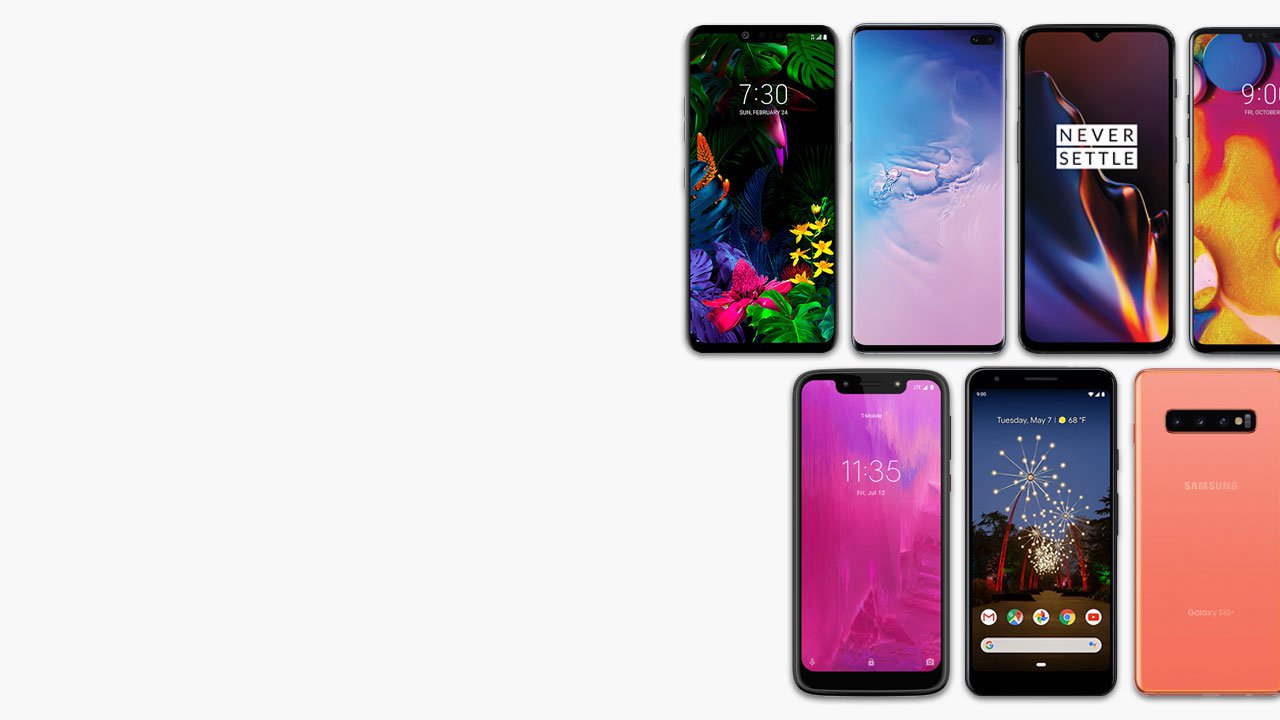 7:30
SUN, FEBRUARY 24
NEVER
SETTLE
9:00
FRI, OCTOBER
LTE
T-Mobile
11:35
Fri, Jul 12
9:00
Tuesday, May 7 | 68 °F
SAMSUNG
Galaxy S10+